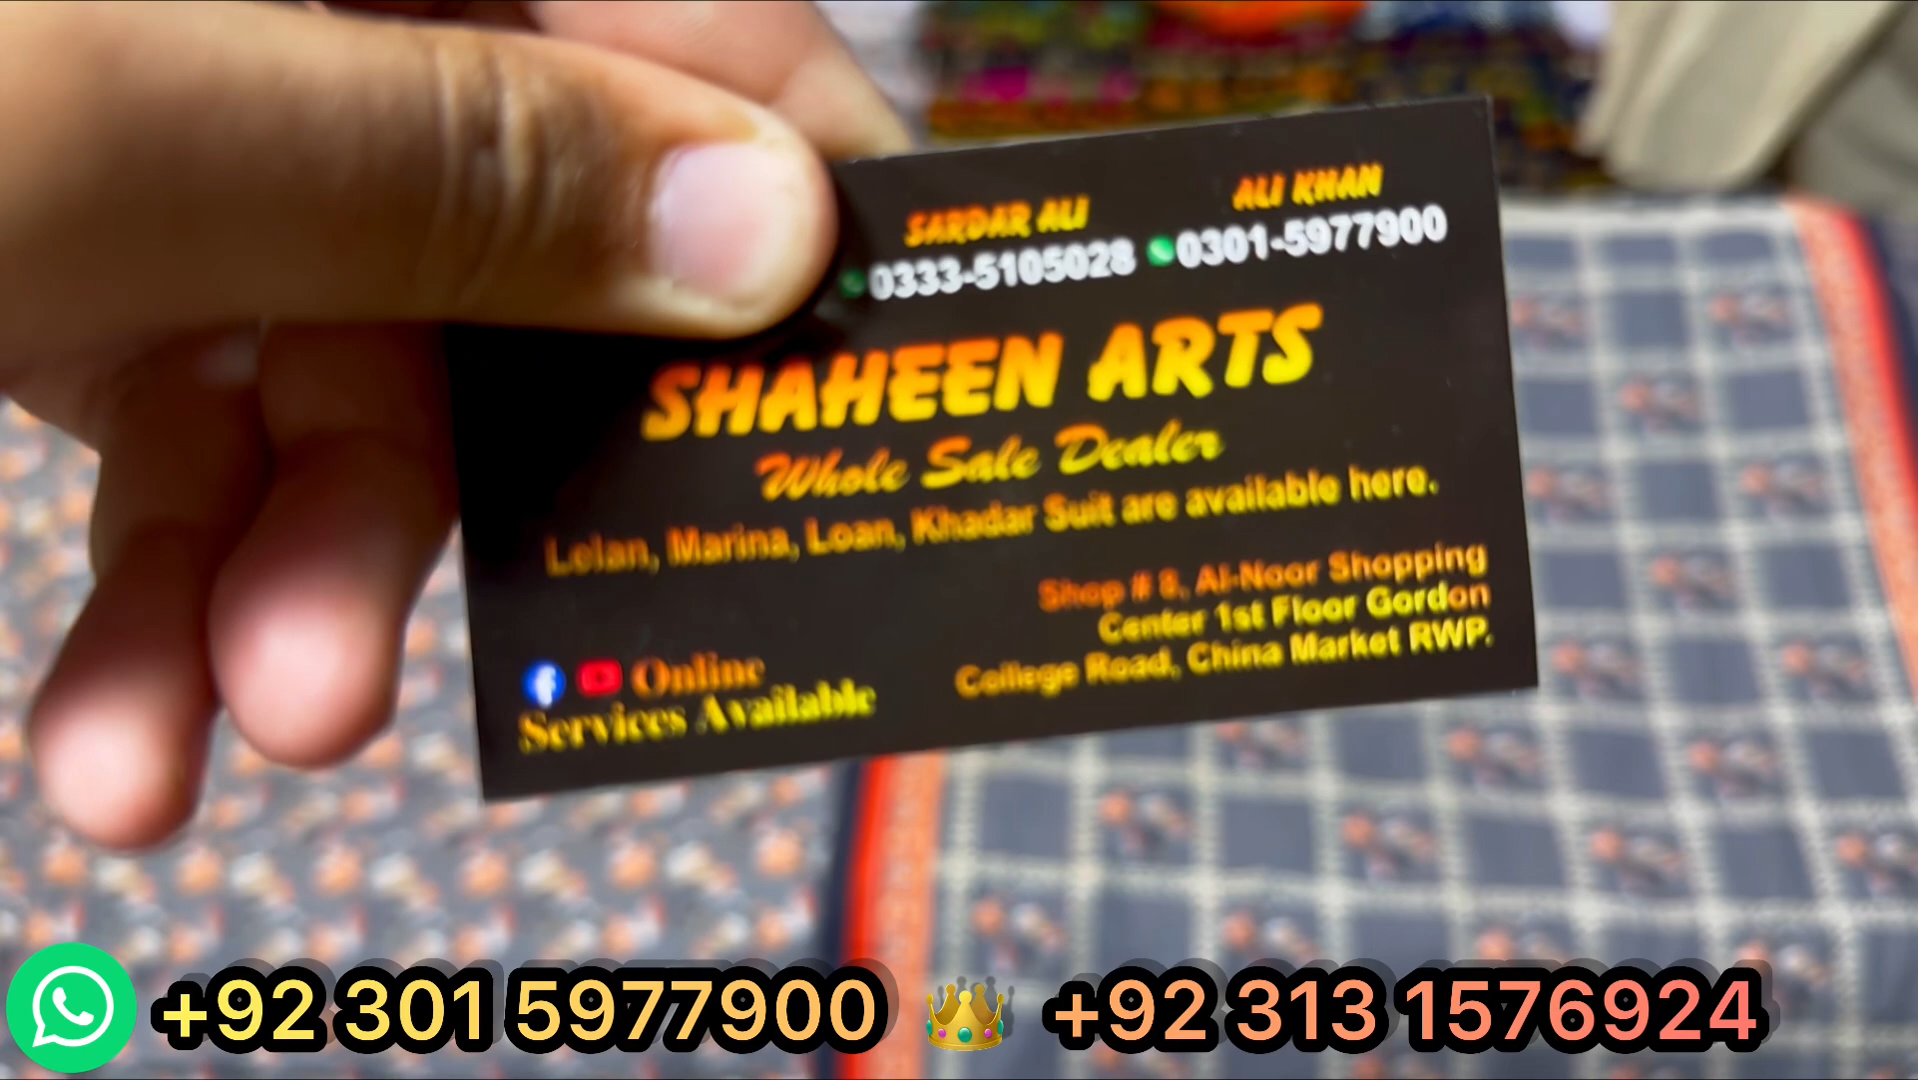 SARDAR ALI
0333-5105028
ALI KHAN
0301-5977900
SHAHEEN ARTS
Whole Sale Dealer
Lelan, Marina, Loan, Khadar Suit are available here.
Shop # 8, Al-Noor Shopping
Center 1st Floor Gordon
College Road, China Market RWP.
Online
Services Available
+92 301 5977900
+92 313 1576924